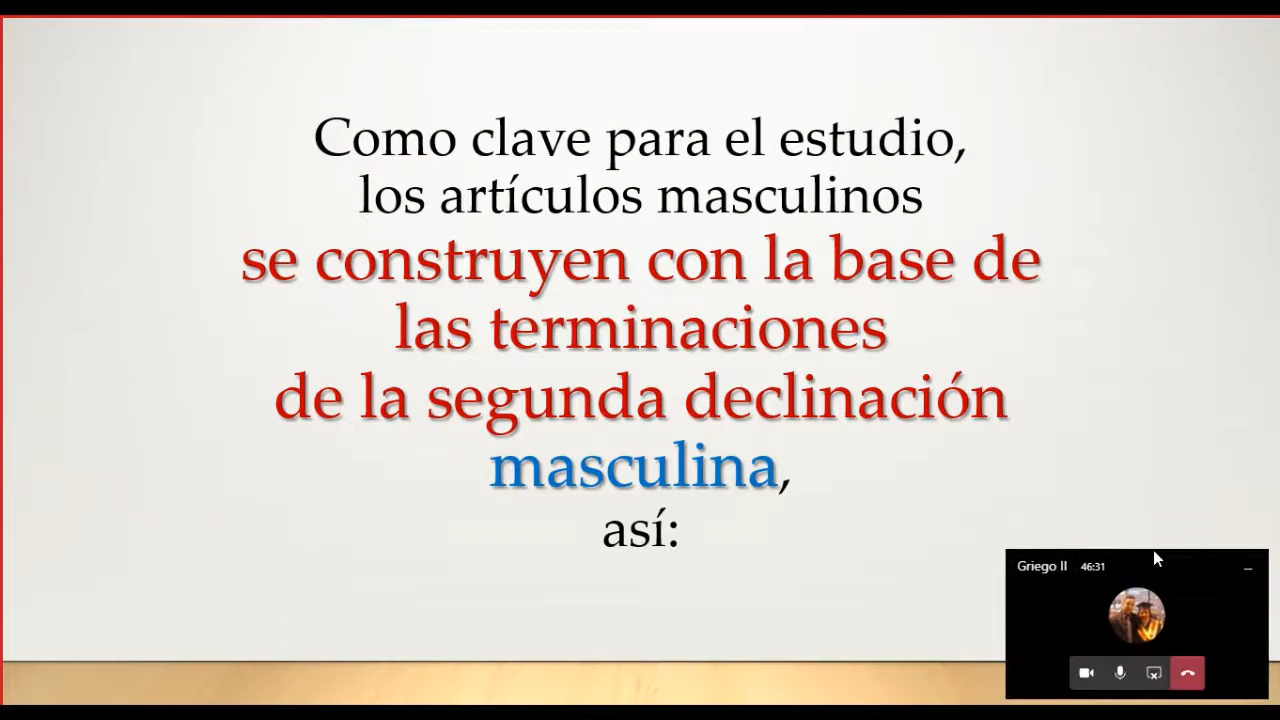 Como clave para el estudio,
los artículos masculinos
se construyen con la base de
las terminaciones
de la segunda declinación
masculina,
así:
Griego II 46:31